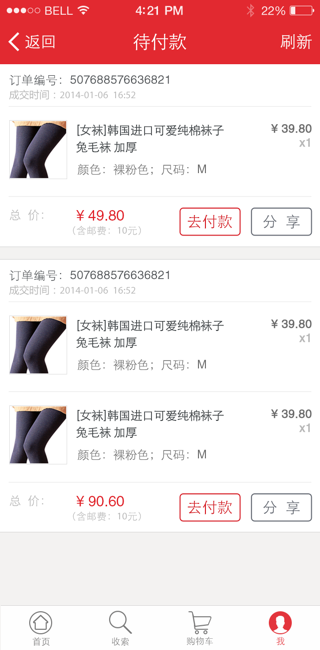 BELL 4:21 PM 22%
返回 待付款 刷新
订单编号：507688576636821
成交时间：2014-01-06 16:52
[女袜]韩国进口可爱纯棉袜子 ¥ 39.80
兔毛袜 加厚 x1
颜色：裸粉色；尺码：M
总 价： ¥ 49.80 去付款 分 享
（含邮费：10元）
订单编号：507688576636821
成交时间：2014-01-06 16:52
[女袜]韩国进口可爱纯棉袜子 ¥ 39.80
兔毛袜 加厚 x1
颜色：裸粉色；尺码：M
[女袜]韩国进口可爱纯棉袜子 ¥ 39.80
兔毛袜 加厚 x1
颜色：裸粉色；尺码：M
总 价： ¥ 90.60 去付款 分 享
（含邮费：10元）
首页 收索 购物车 我